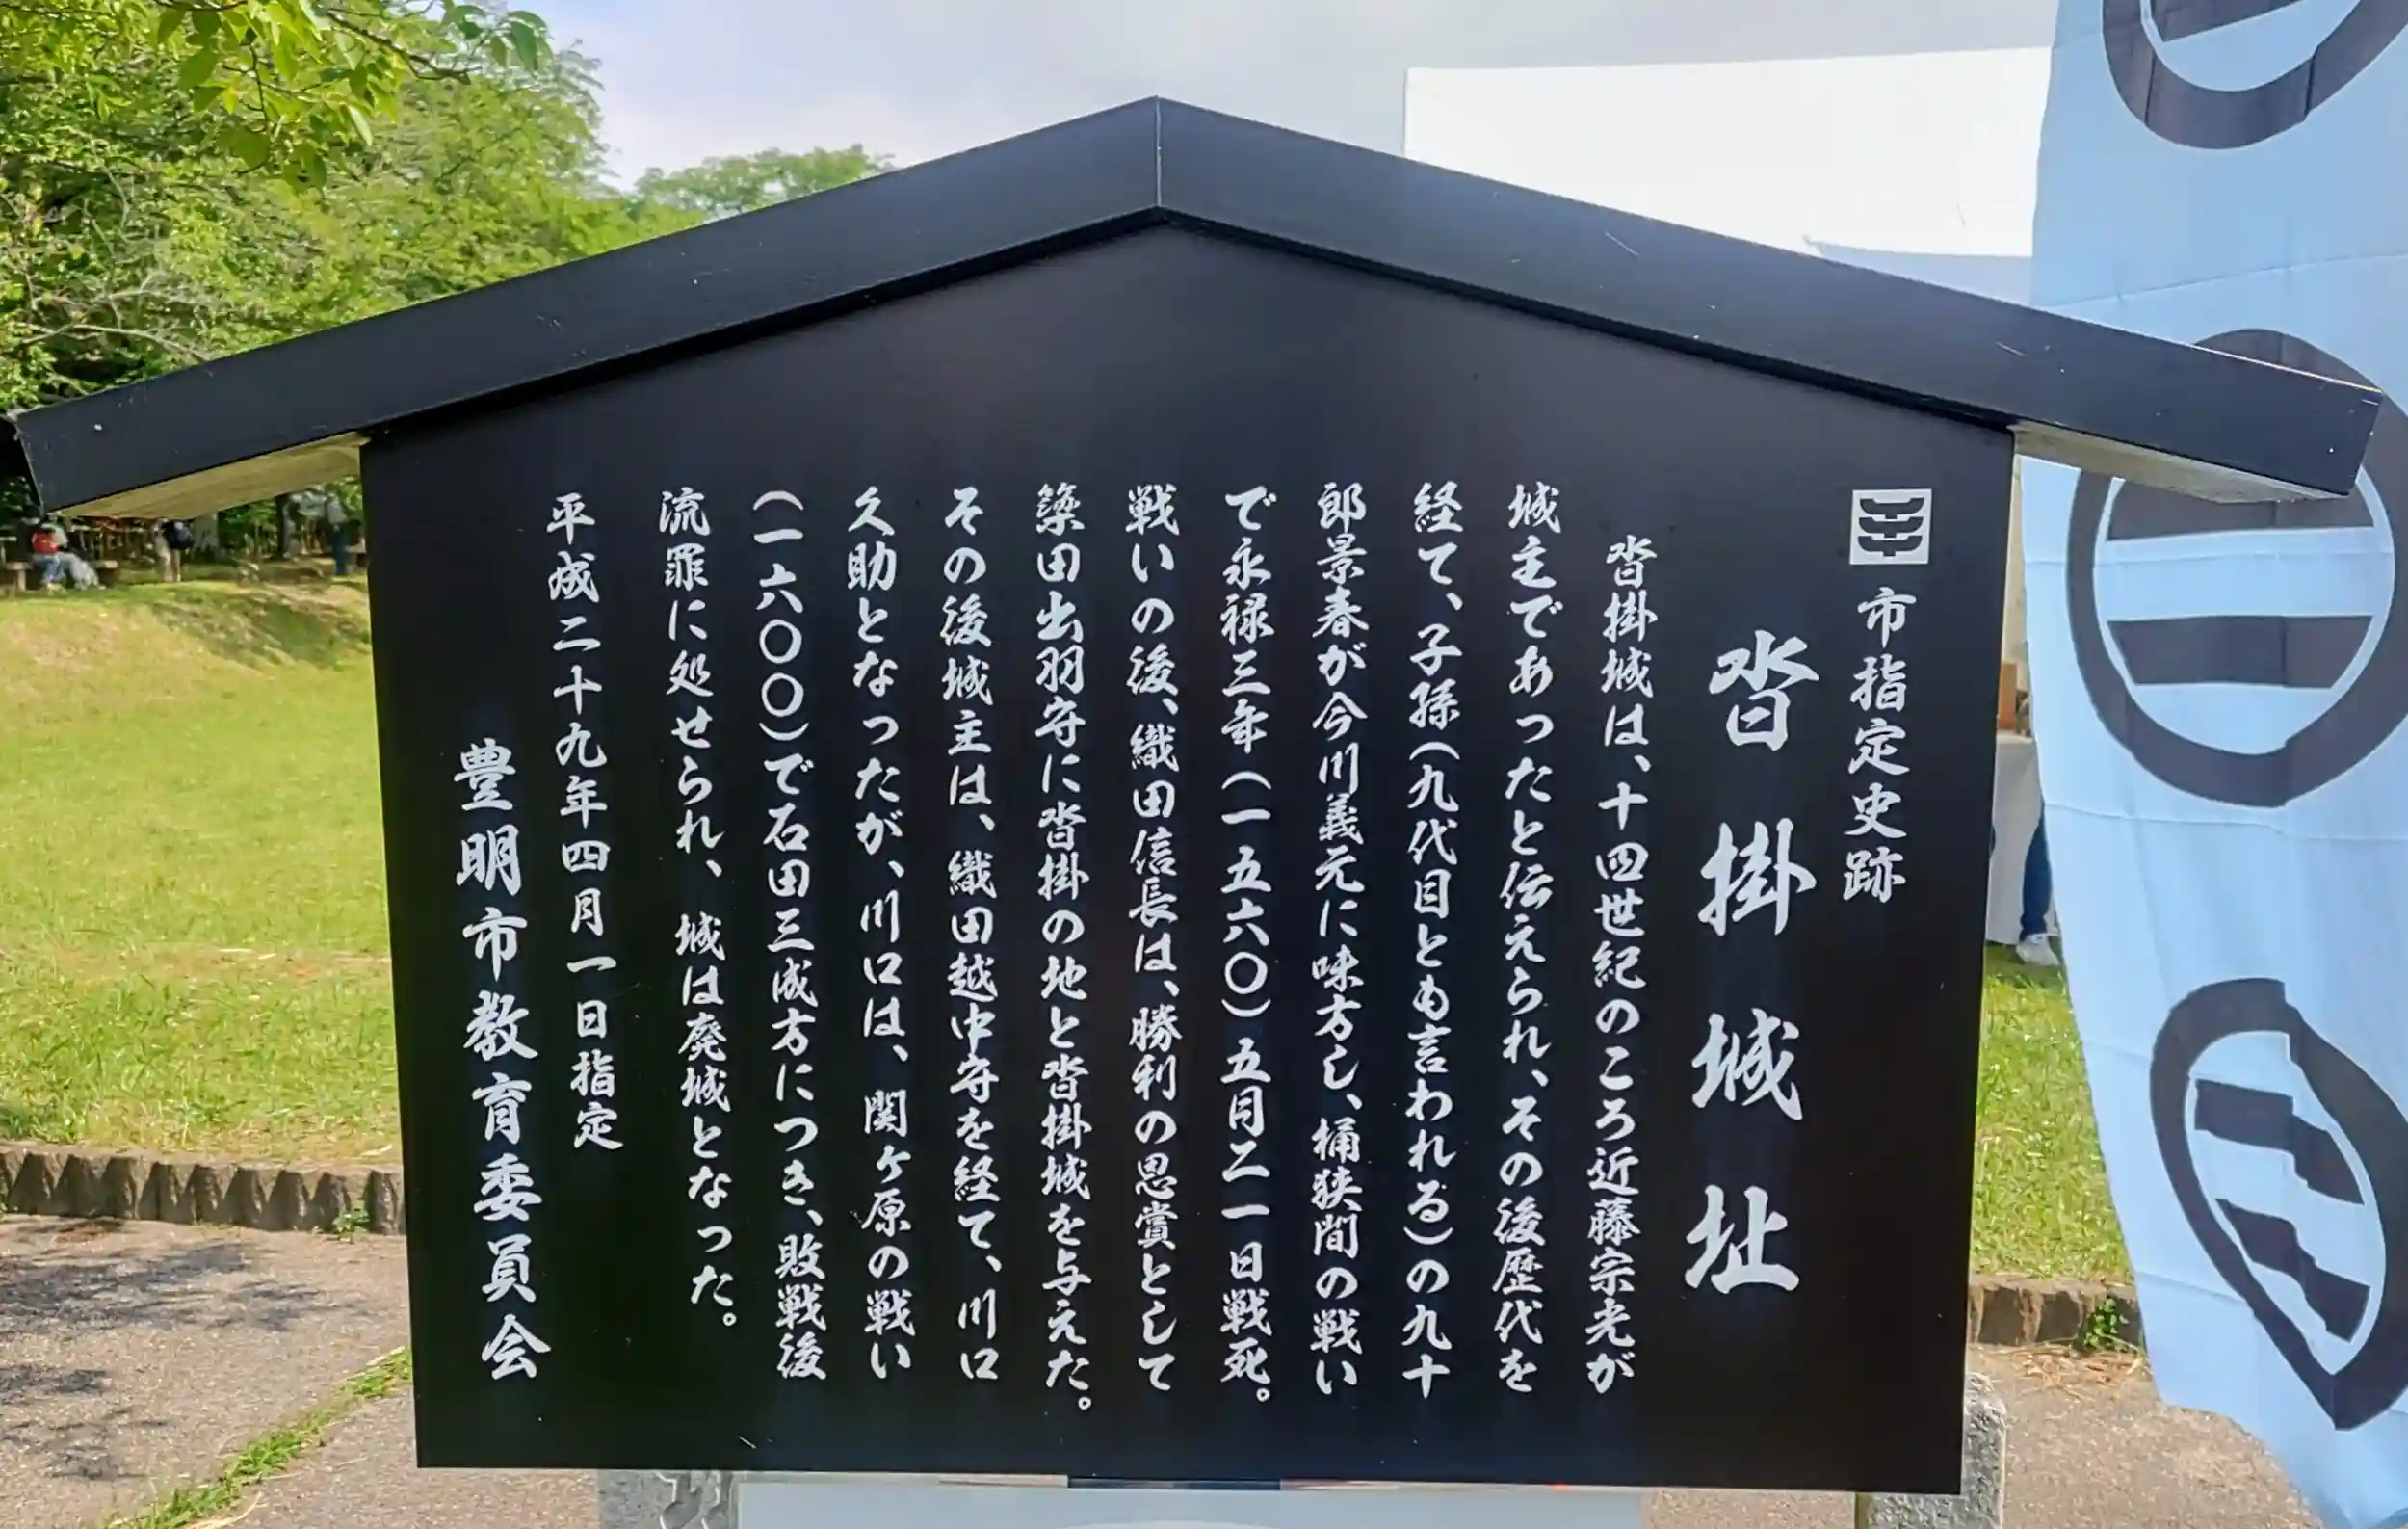 市指定史跡
沓掛城址
沓掛城は、十四世紀のころ近藤宗光が
城主であったと伝えられ、その後歴代を
経て、子孫(九代目とも言われる)の九十
郎景春が今川義元に味方し、桶狭間の戦い
で永禄三年(一五六〇)五月二一日戦死。
戦いの後、織田信長は、勝利の恩賞として
簗田出羽守に沓掛の地と沓掛城を与えた。
その後城主は、織田越中守を経て、川口
久助となったが、川口は、関ヶ原の戦い
(一六〇〇)で石田三成方につき、敗戦後
流罪に処せられ、城は廃城となった。
平成二十九年四月一日指定
豊明市教育委員会